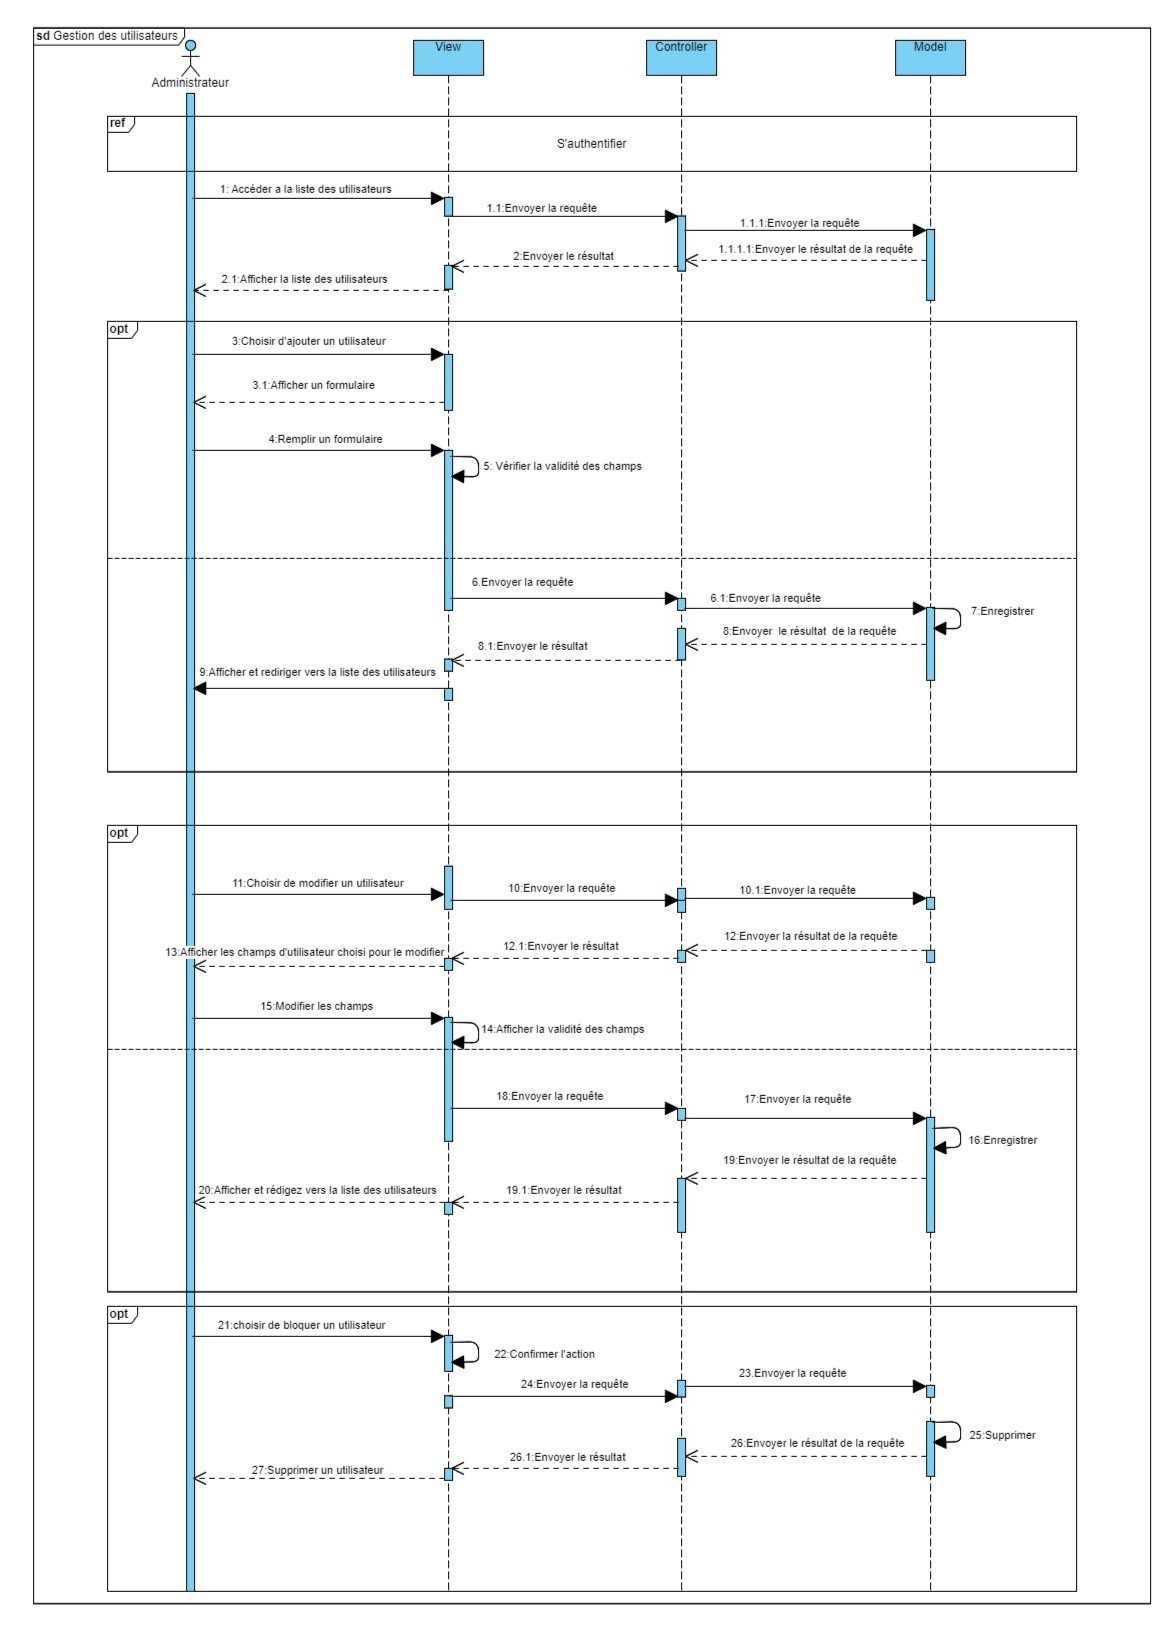 sd Gestion des utilisateurs
View
Controller
Model
Administrateur
ref
S'authentifier
1: Accéder a la liste des utilisateurs
1.1:Envoyer la requête
1.1.1:Envoyer la requête
1.1.1.1:Envoyer le résultat de la requête
2:Envoyer le résultat
2.1:Afficher la liste des utilisateurs
opt
3:Choisir d'ajouter un utilisateur
3.1:Afficher un formulaire
4:Remplir un formulaire
5: Vérifier la validité des champs
6.Envoyer la requête
6.1:Envoyer la requête
7:Enregistrer
8:Envoyer  le résultat  de la requête
8.1:Envoyer le résultat
9:Afficher et rediriger vers la liste des utilisateurs
opt
11:Choisir de modifier un utilisateur
10:Envoyer la requête
10.1:Envoyer la requête
12:Envoyer la résultat de la requête
12.1:Envoyer le résultat
13:Afficher les champs d'utilisateur choisi pour le modifier
15:Modifier les champs
14:Afficher la validité des champs
18:Envoyer la requête
17:Envoyer la requête
16:Enregistrer
19:Envoyer le résultat de la requête
20:Afficher et rédigez vers la liste des utilisateurs
19.1:Envoyer le résultat
opt
21:choisir de bloquer un utilisateur
22:Confirmer l'action
23.Envoyer la requête
24:Envoyer la requête
25:Supprimer
26:Envoyer le résultat de la requête
26.1:Envoyer le résultat
27:Supprimer un utilisateur